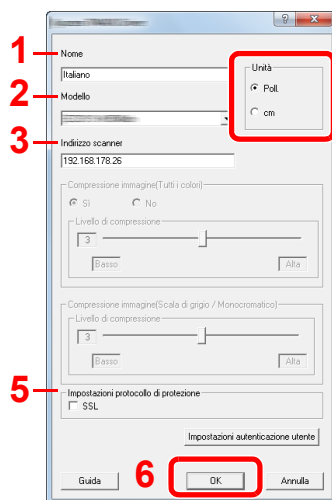 1
Nome
Italiano
Unità
Poll.
cm
2
Modello
3
Indirizzo scanner
192.168.178.26
Compressione immagine(Tutti i colori)
Sì No
Livello di compressione
3
Basso Alta
Compressione immagine(Scala di grigio / Monocromatico)
Livello di compressione
3
Basso Alta
5
Impostazioni protocollo di protezione
SSL
Impostazioni autenticazione utente
6
Guida OK Annulla